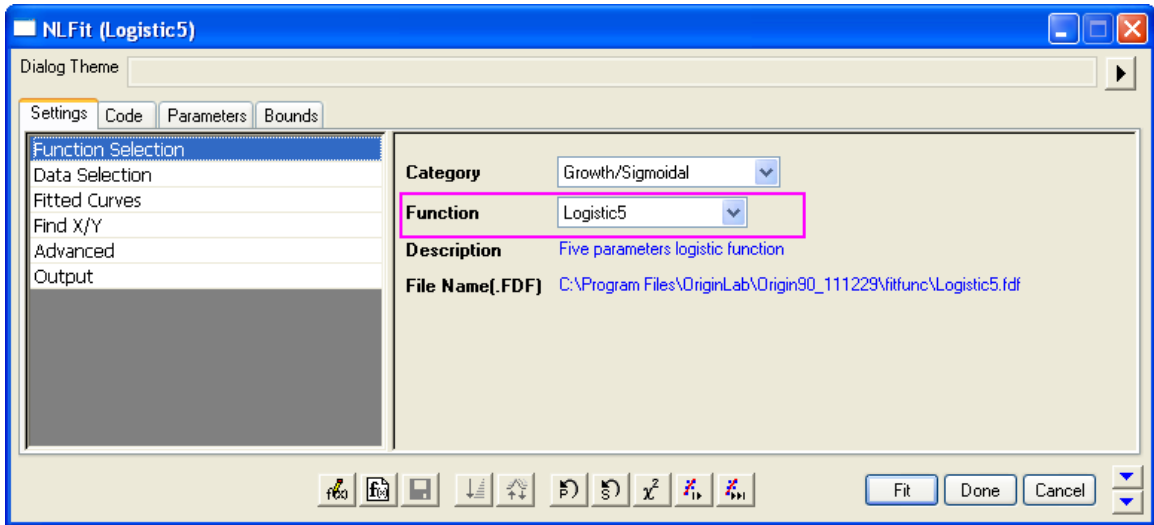 NLFit (Logistic5)
Dialog Theme
Settings Code Parameters Bounds
Function Selection
Data Selection
Fitted Curves
Find X/Y
Advanced
Output
Category Growth/Sigmoidal
Function Logistic5
Description Five parameters logistic function
File Name(.FDF) C:\Program Files\OriginLab\Origin90_111229\fitfunc\Logistic5.fdf
χ²
Fit Done Cancel